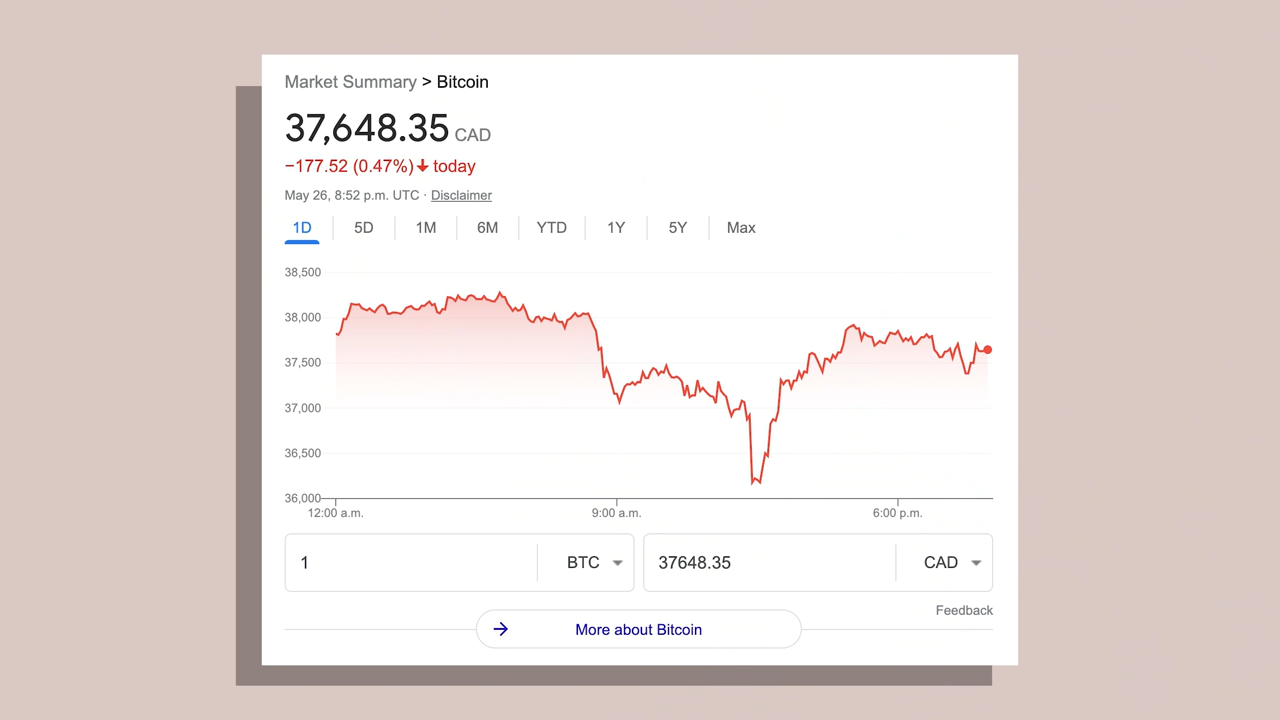 Market Summary > Bitcoin
37,648.35 CAD
−177.52 (0.47%) ↓ today
May 26, 8:52 p.m. UTC · Disclaimer
1D 5D 1M 6M YTD 1Y 5Y Max
38,500
38,000
37,500
37,000
36,500
36,000
12:00 a.m. 9:00 a.m. 6:00 p.m.
1 BTC 37648.35 CAD
Feedback
More about Bitcoin